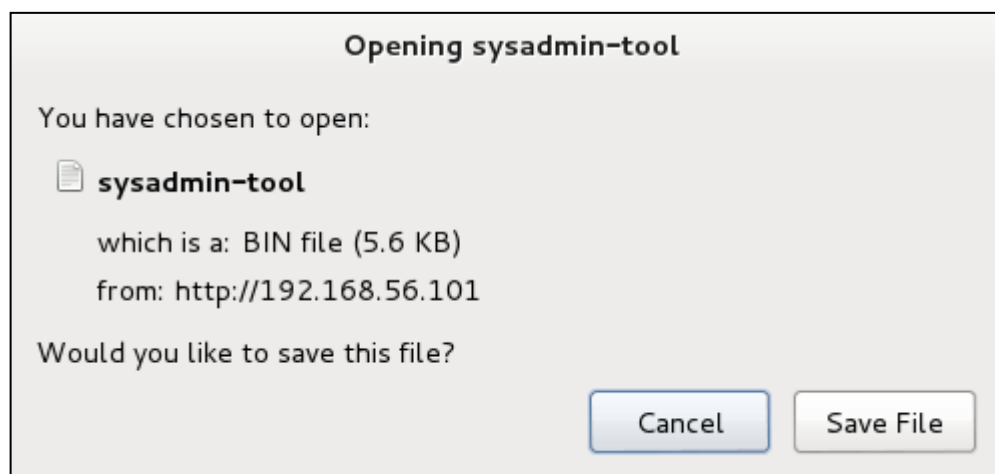 Opening sysadmin-tool
You have chosen to open:
sysadmin-tool
which is a: BIN file (5.6 KB)
from: http://192.168.56.101
Would you like to save this file?
Cancel Save File